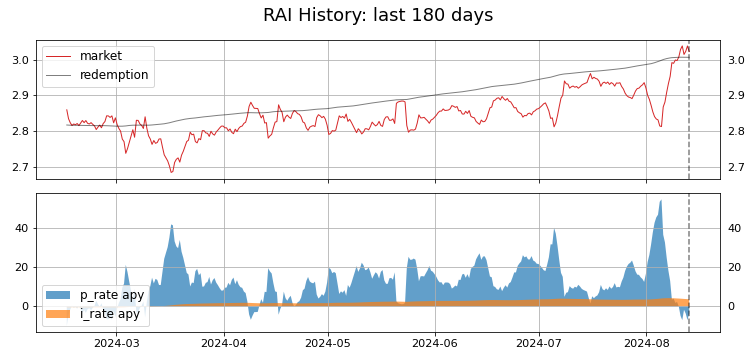 RAI History: last 180 days
market
redemption
3.0
2.9
2.8
2.7
3.0
2.9
2.8
2.7
40
20
0
40
20
0
p_rate apy
i_rate apy
2024-03 2024-04 2024-05 2024-06 2024-07 2024-08